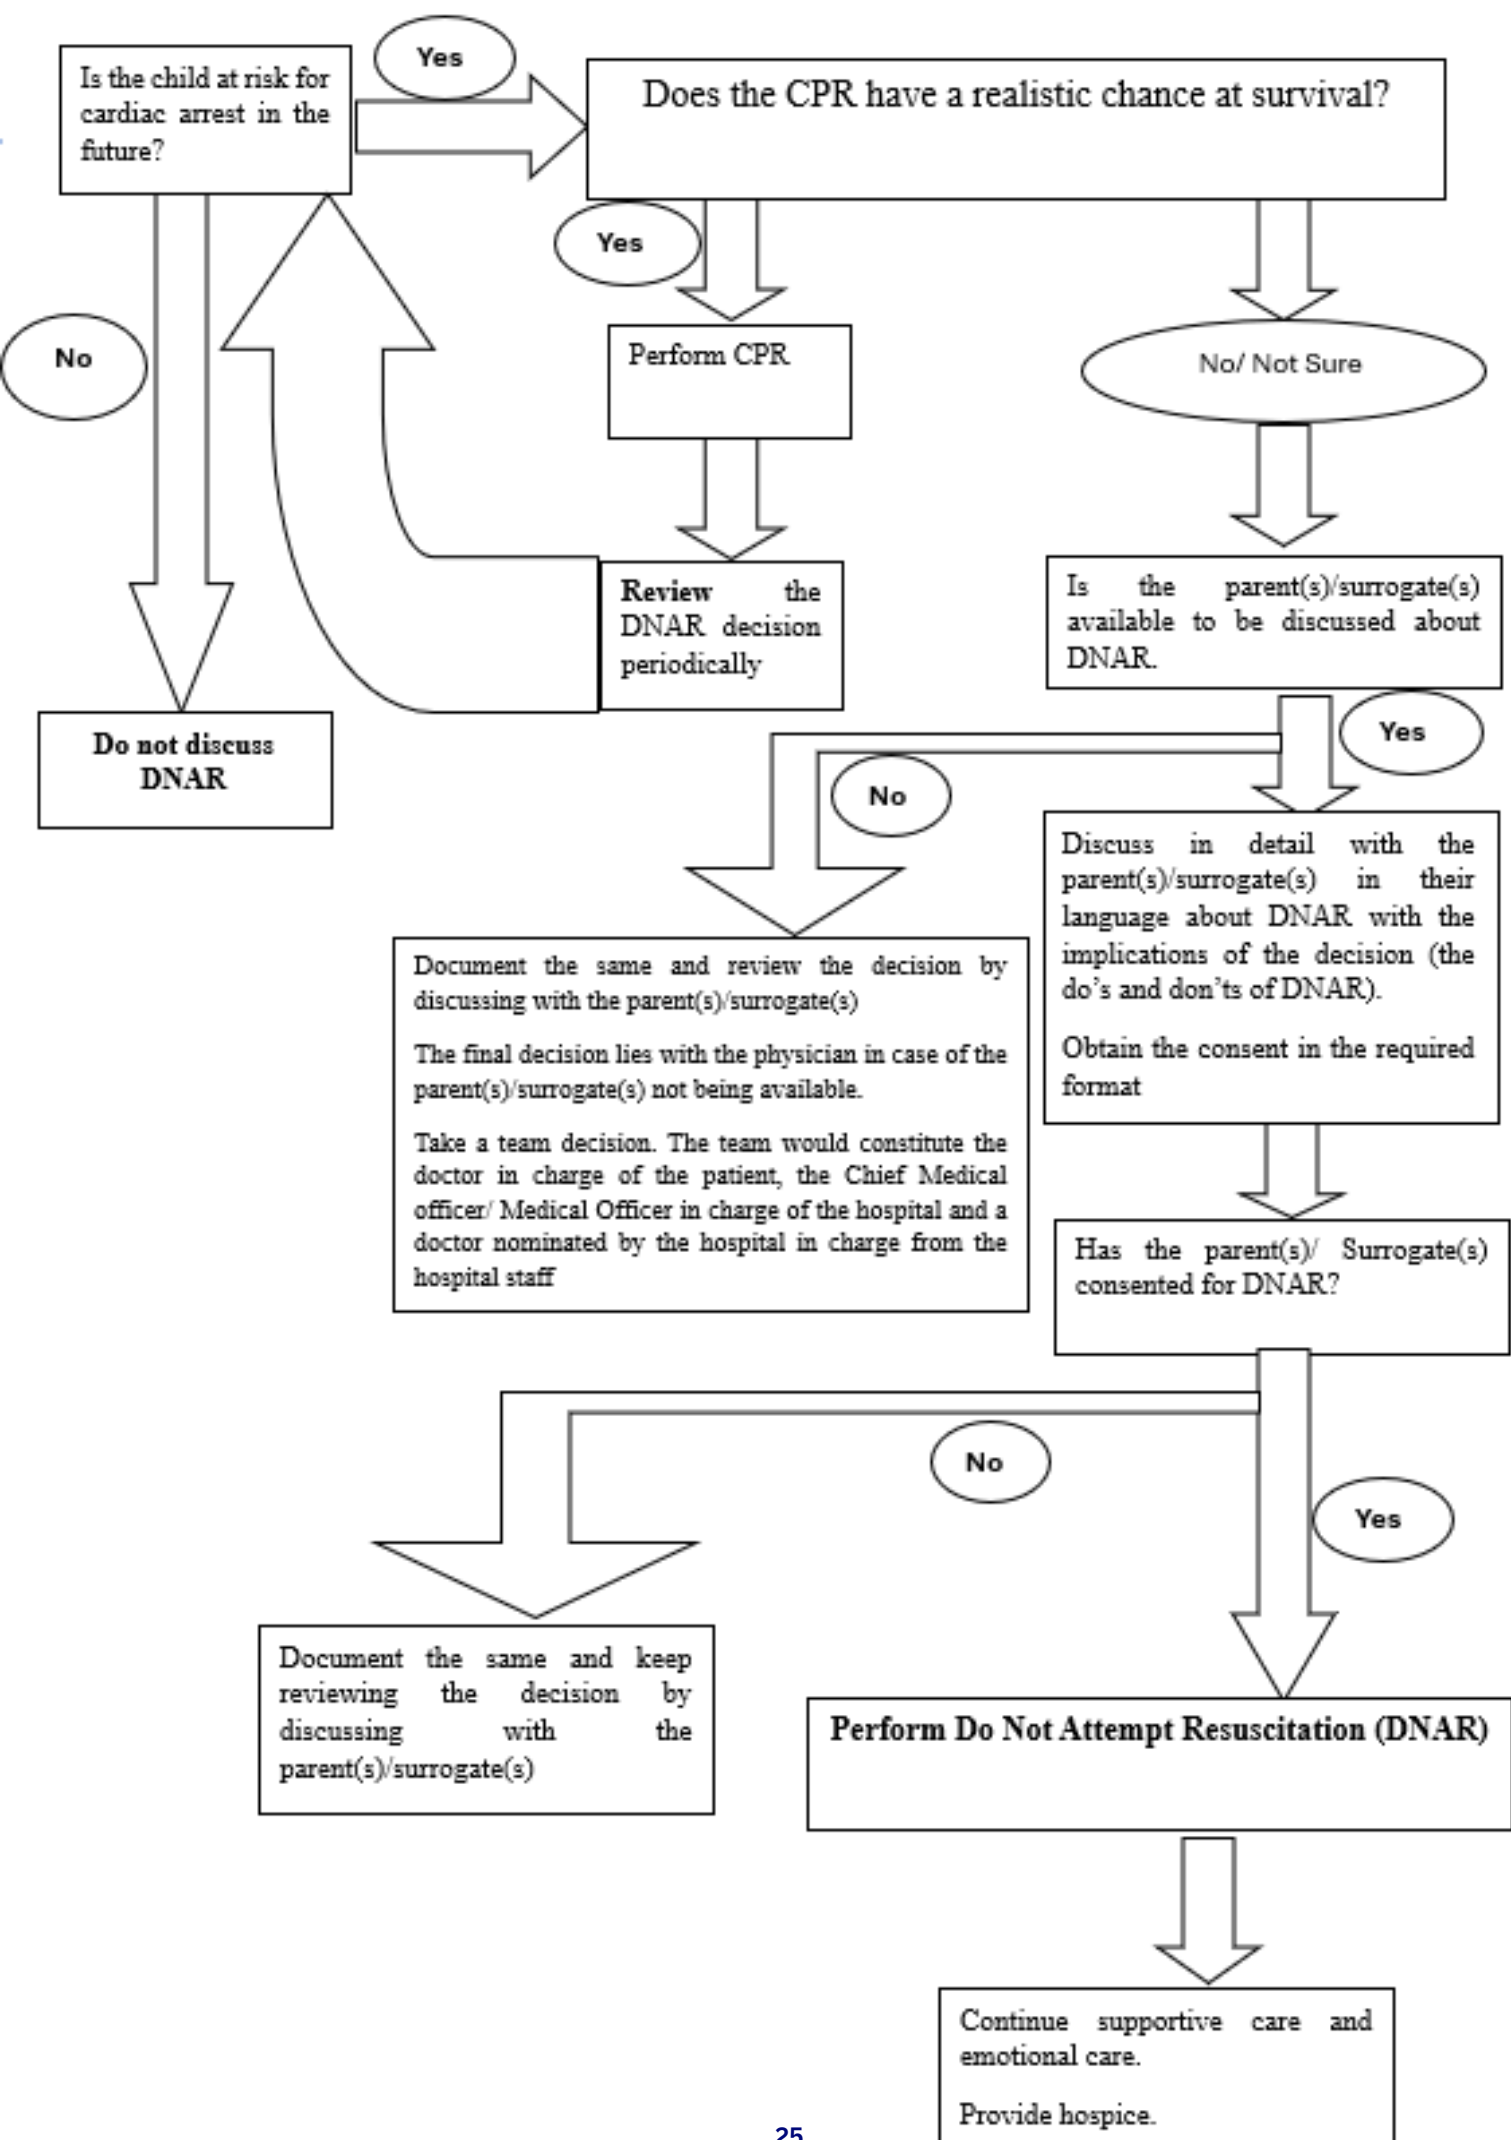 Is the child at risk for
cardiac arrest in the
future?
Yes
Does the CPR have a realistic chance at survival?
Yes
No
Perform CPR
No/ Not Sure
Review the
DNAR decision
periodically
Is the parent(s)/surrogate(s)
available to be discussed about
DNAR.
Do not discuss
DNAR
Yes
No
Discuss in detail with the
parent(s)/surrogate(s) in their
language about DNAR with the
implications of the decision (the
do's and don'ts of DNAR).
Obtain the consent in the required
format
Document the same and review the decision by
discussing with the parent(s)/surrogate(s)
The final decision lies with the physician in case of the
parent(s)/surrogate(s) not being available.
Take a team decision. The team would constitute the
doctor in charge of the patient, the Chief Medical
officer/ Medical Officer in charge of the hospital and a
doctor nominated by the hospital in charge from the
hospital staff
Has the parent(s)/ Surrogate(s)
consented for DNAR?
No
Yes
Document the same and keep
reviewing the decision by
discussing with the
parent(s)/surrogate(s)
Perform Do Not Attempt Resuscitation (DNAR)
Continue supportive care and
emotional care.
Provide hospice.
25